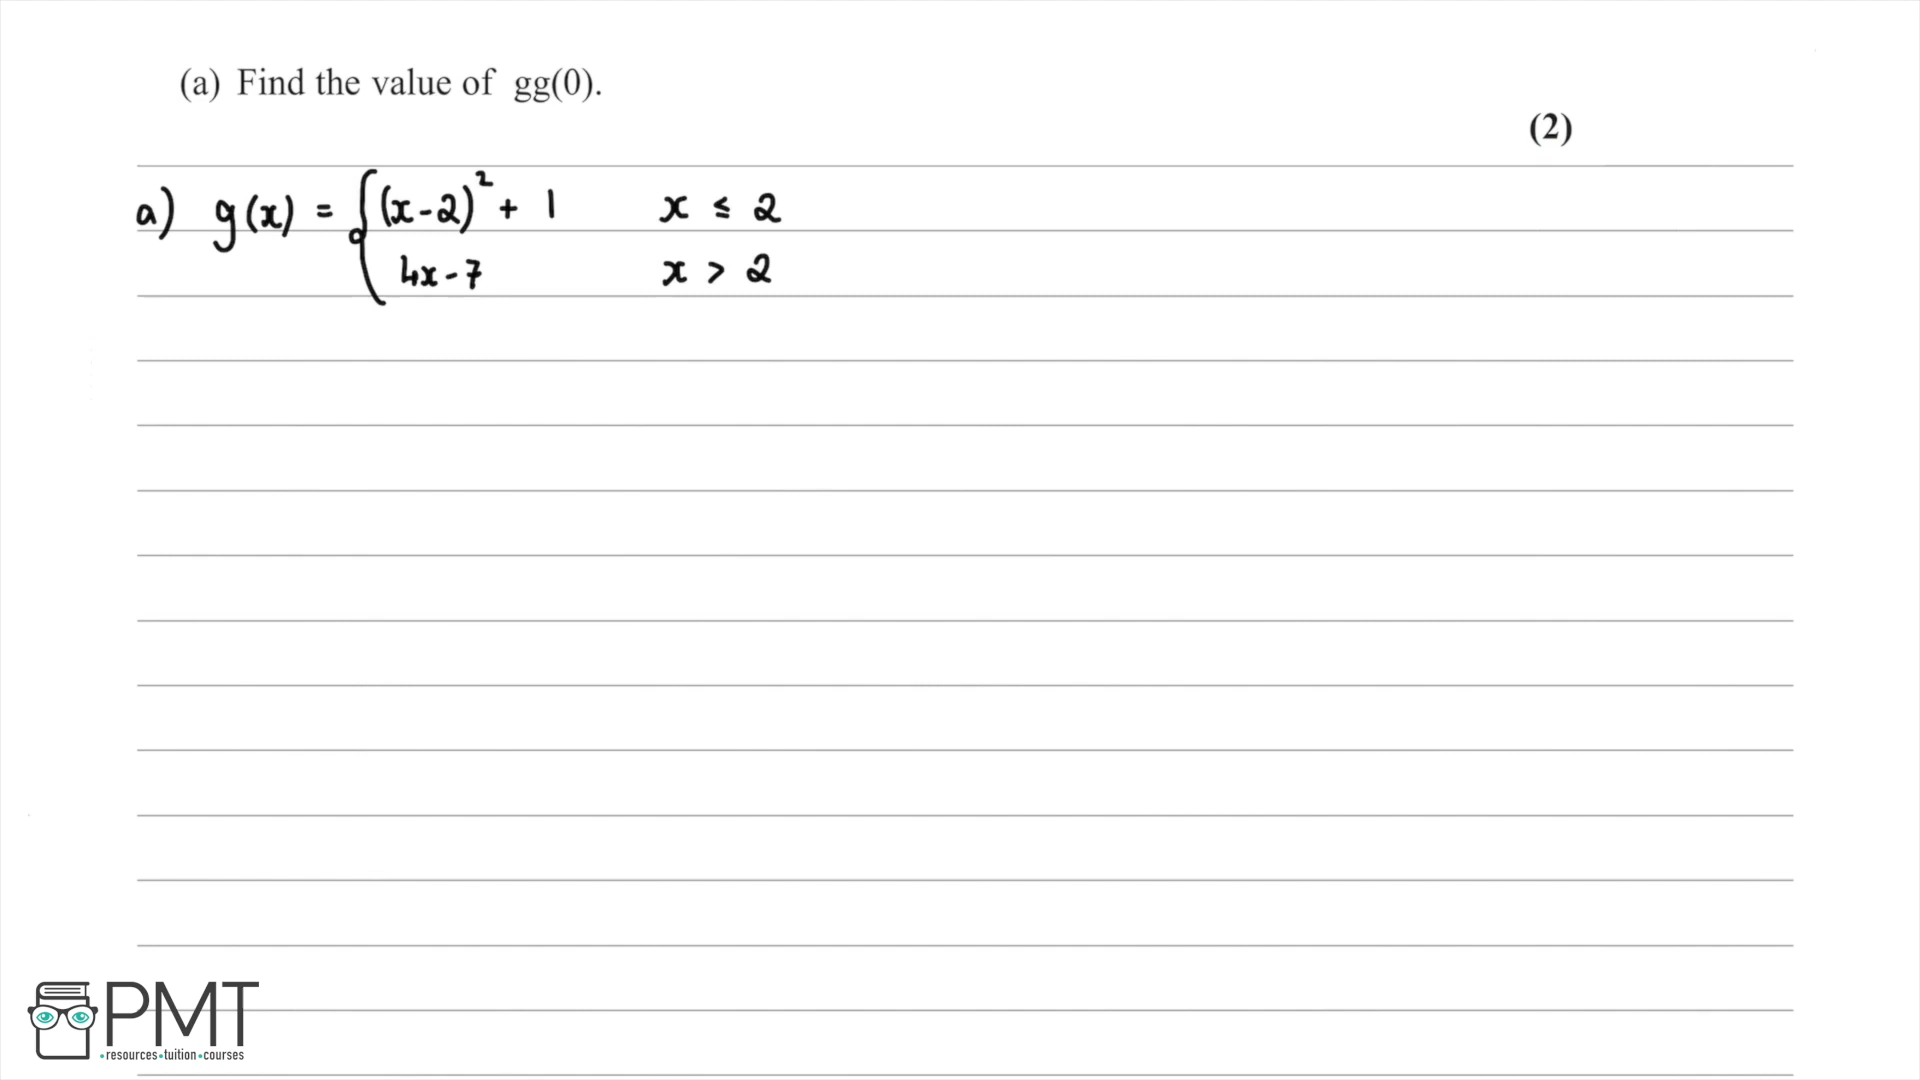 (a) Find the value of gg(0).
(2)
a) g(x) = { (x-2)² + 1 x ≤ 2
4x-7 x > 2
PMT
•resources•tuition•courses